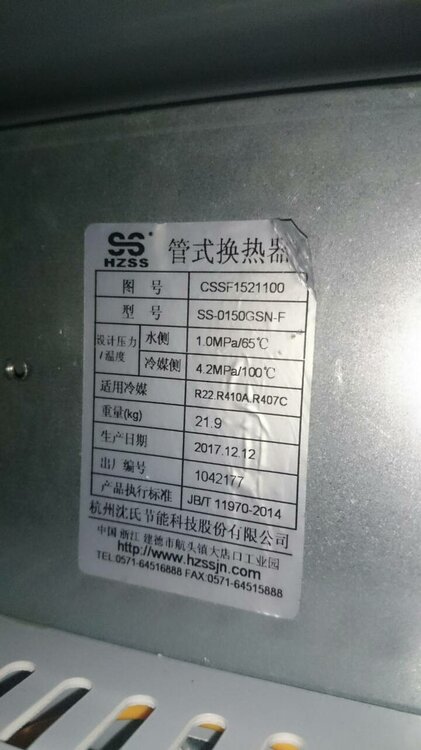 SS® 管式换热器
HZSS
图 号 CSSF1521100
型 号 SS-0150GSN-F
设计压力/温度 水侧 1.0MPa/65℃
冷媒侧 4.2MPa/100℃
适用冷媒 R22.R410A.R407C
重量(kg) 21.9
生产日期 2017.12.12
出厂编号 1042177
产品执行标准 JB/T 11970-2014
杭州沈氏节能科技股份有限公司
中国 浙江 建德市航头镇大店口工业园
http://www.hzssjn.com
TEL:0571-64516888 FAX:0571-64515888